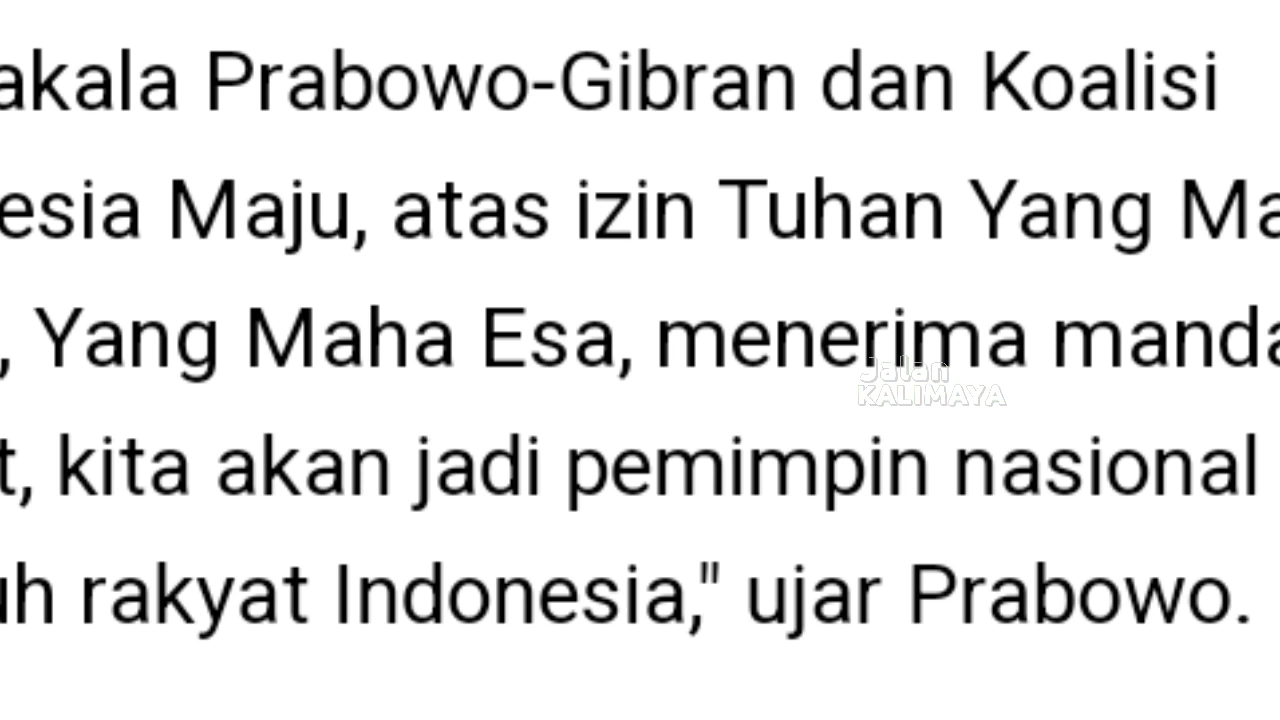 akala Prabowo-Gibran dan Koalisi
esia Maju, atas izin Tuhan Yang Ma
, Yang Maha Esa, menerima manda
t, kita akan jadi pemimpin nasional
uh rakyat Indonesia," ujar Prabowo.
Jalan
KALIMAYA